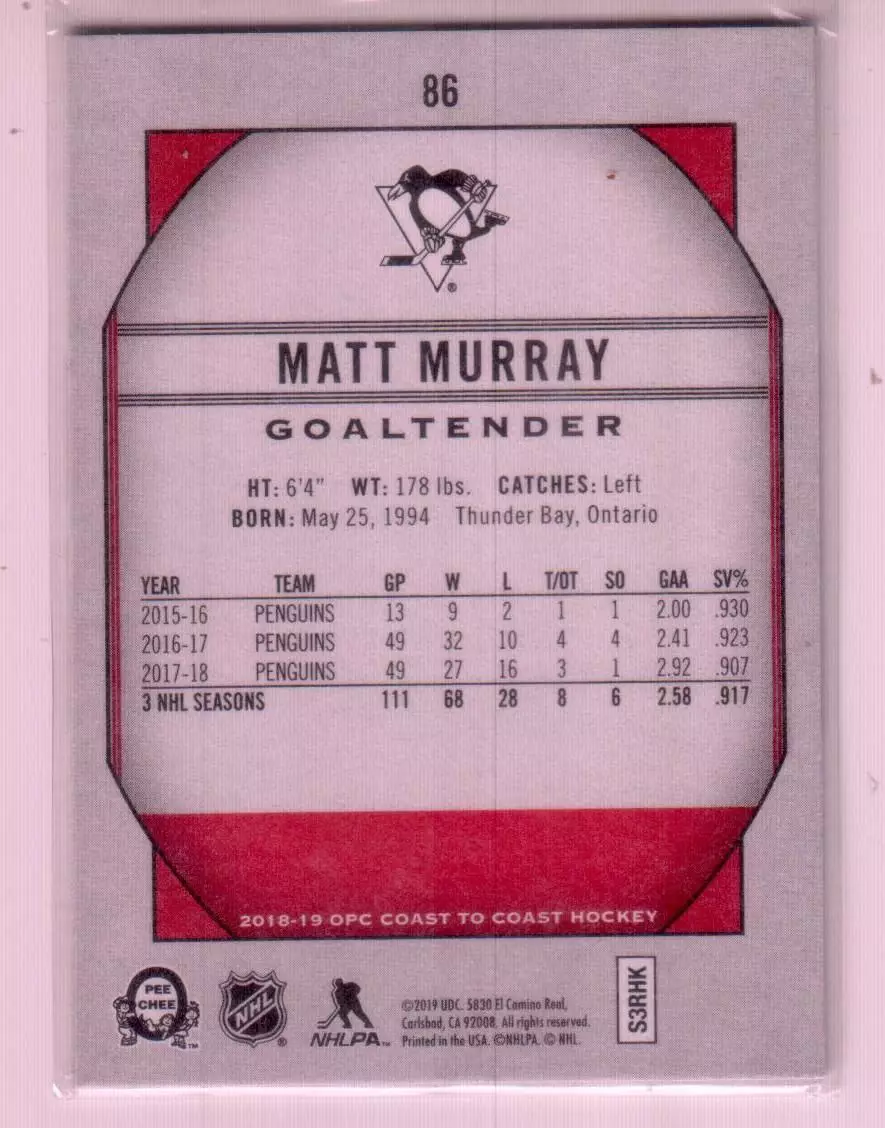 86
®
MATT MURRAY
GOALTENDER
HT: 6'4" WT: 178 lbs. CATCHES: Left
BORN: May 25, 1994 Thunder Bay, Ontario
YEAR TEAM GP W L T/OT SO GAA SV%
2015-16 PENGUINS 13 9 2 1 1 2.00 .930
2016-17 PENGUINS 49 32 10 4 4 2.41 .923
2017-18 PENGUINS 49 27 16 3 1 2.92 .907
3 NHL SEASONS 111 68 28 8 6 2.58 .917
2018-19 OPC COAST TO COAST HOCKEY
PEE
CHEE
TM
NHL
®
NHLPA™
©2019 UDC. 5830 El Camino Real,
Carlsbad, CA 92008. All rights reserved.
Printed in the USA. ©NHLPA. © NHL.
S3RHK